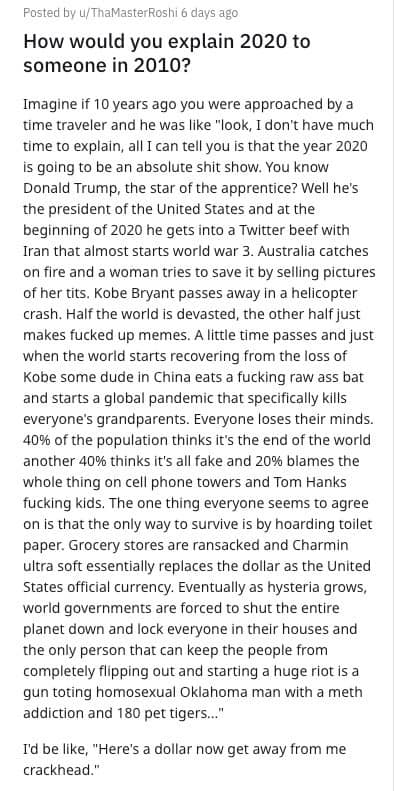 Posted by u/ThaMasterRoshi 6 days ago
How would you explain 2020 to
someone in 2010?
Imagine if 10 years ago you were approached by a
time traveler and he was like "look, I don't have much
time to explain, all I can tell you is that the year 2020
is going to be an absolute shit show. You know
Donald Trump, the star of the apprentice? Well he's
the president of the United States and at the
beginning of 2020 he gets into a Twitter beef with
Iran that almost starts world war 3. Australia catches
on fire and a woman tries to save it by selling pictures
of her tits. Kobe Bryant passes away in a helicopter
crash. Half the world is devasted, the other half just
makes fucked up memes. A little time passes and just
when the world starts recovering from the loss of
Kobe some dude in China eats a fucking raw ass bat
and starts a global pandemic that specifically kills
everyone's grandparents. Everyone loses their minds.
40% of the population thinks it's the end of the world
another 40% thinks it's all fake and 20% blames the
whole thing on cell phone towers and Tom Hanks
fucking kids. The one thing everyone seems to agree
on is that the only way to survive is by hoarding toilet
paper. Grocery stores are ransacked and Charmin
ultra soft essentially replaces the dollar as the United
States official currency. Eventually as hysteria grows,
world governments are forced to shut the entire
planet down and lock everyone in their houses and
the only person that can keep the people from
completely flipping out and starting a huge riot is a
gun toting homosexual Oklahoma man with a meth
addiction and 180 pet tigers..."
I'd be like, "Here's a dollar now get away from me
crackhead."